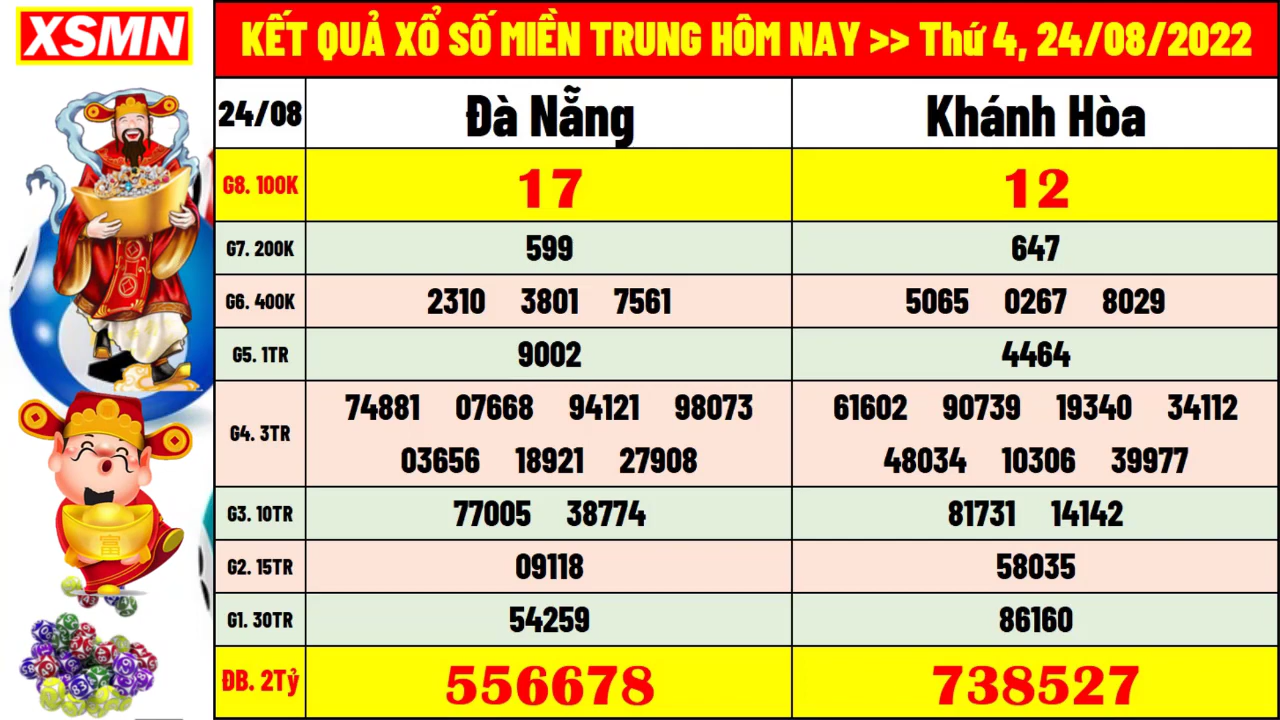 XSMN
KẾT QUẢ XỔ SỐ MIỀN TRUNG HÔM NAY >> Thứ 4, 24/08/2022
24/08 Đà Nẵng Khánh Hòa
G8. 100K 17 12
G7. 200K 599 647
G6. 400K 2310 3801 7561 5065 0267 8029
G5. 1TR 9002 4464
74881 07668 94121 98073 61602 90739 19340 34112
G4. 3TR
03656 18921 27908 48034 10306 39977
G3. 10TR 77005 38774 81731 14142
G2. 15TR 09118 58035
G1. 30TR 54259 86160
ĐB. 2Tỷ 556678 738527
富